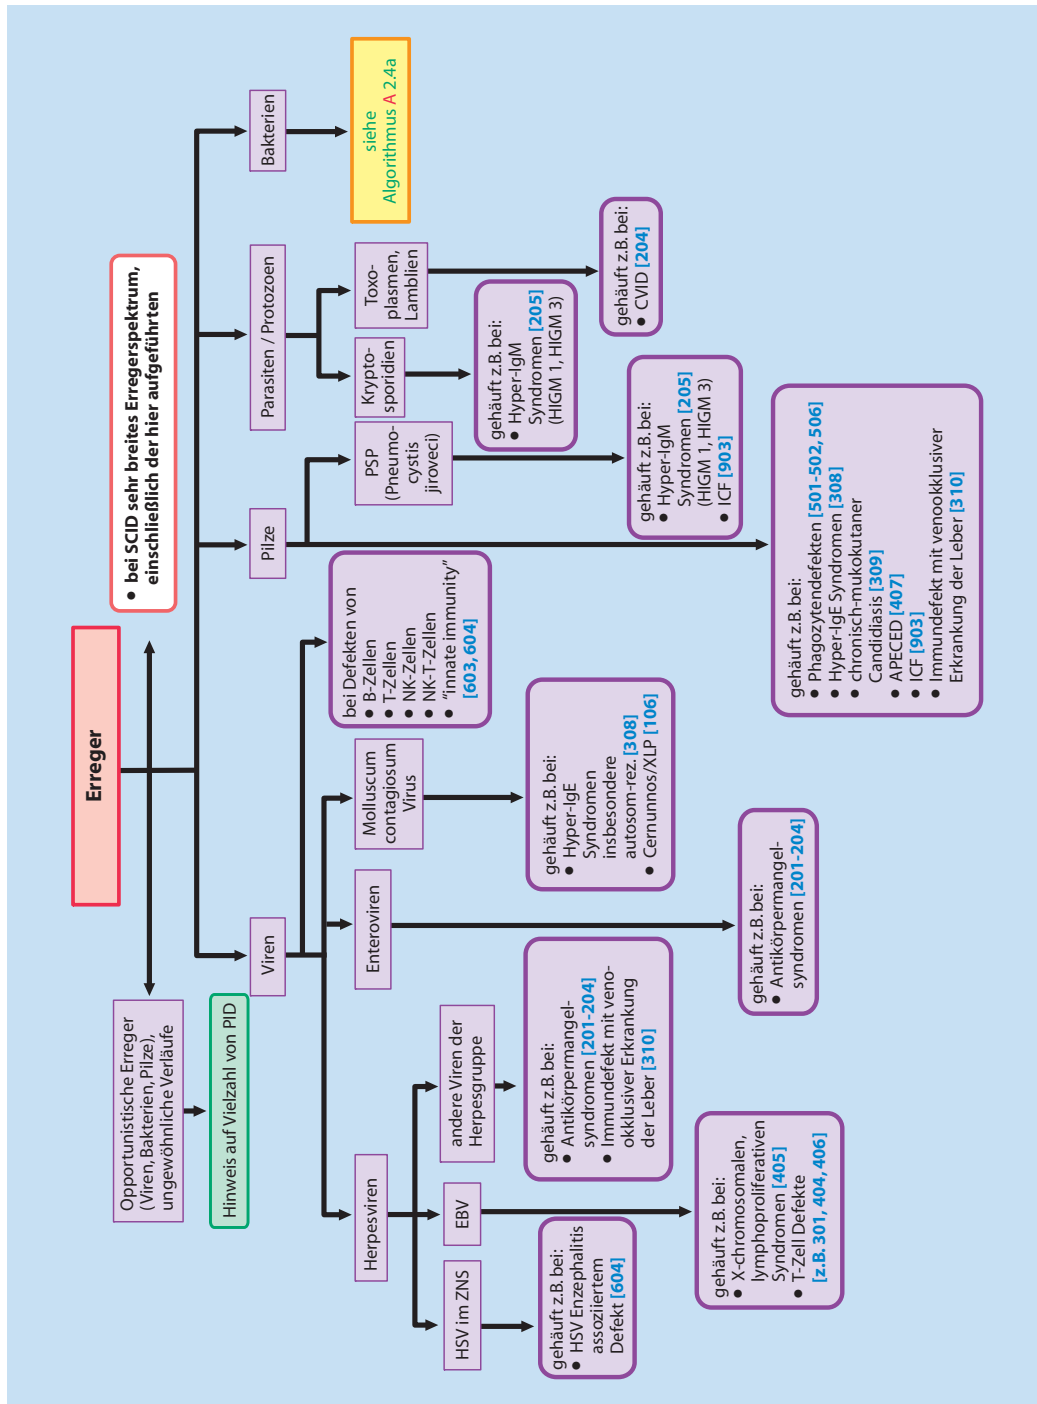 Erreger
Opportunistische Erreger
(Viren, Bakterien, Pilze),
ungewöhnliche Verläufe
Hinweis auf Vielzahl von PID
• bei SCID sehr breites Erregerspektrum,
einschließlich der hier aufgeführten
Viren
Pilze
Parasiten / Protozoen
Bakterien
Herpesviren
Enteroviren
Molluscum
contagiosum
Virus
bei Defekten von
• B-Zellen
• T-Zellen
• NK-Zellen
• NK-T-Zellen
• “innate immunity”
[603, 604]
PSP
(Pneumo-
cystis
jiroveci)
Krypto-
sporidien
Toxo-
plasmen,
Lamblien
siehe
Algorithmus A 2.4a
HSV im ZNS
EBV
andere Viren der
Herpesgruppe
gehäuft z.B. bei:
• HSV Enzephalitis
assoziiertem
Defekt [604]
gehäuft z.B. bei:
• X-chromosomalen,
lymphoproliferativen
Syndromen [405]
• T-Zell Defekte
[z.B. 301, 404, 406]
gehäuft z.B. bei:
• Antikörpermangel-
syndromen [201-204]
• Immundefekt mit veno-
okklusiver Erkrankung
der Leber [310]
gehäuft z.B. bei:
• Antikörpermangel-
syndromen [201-204]
gehäuft z.B. bei:
• Hyper-IgE
Syndromen
insbesondere
autosom-rez. [308]
• Cernunnos/XLP [106]
gehäuft z.B. bei:
• Phagozytendefekten [501-502, 506]
• Hyper-IgE Syndromen [308]
• chronisch-mukokutaner
Candidiasis [309]
• APECED [407]
• ICF [903]
• Immundefekt mit venookklusiver
Erkrankung der Leber [310]
gehäuft z.B. bei:
• Hyper-IgM
Syndromen [205]
(HIGM 1, HIGM 3)
• ICF [903]
gehäuft z.B. bei:
• Hyper-IgM
Syndromen [205]
(HIGM 1, HIGM 3)
gehäuft z.B. bei:
• CVID [204]